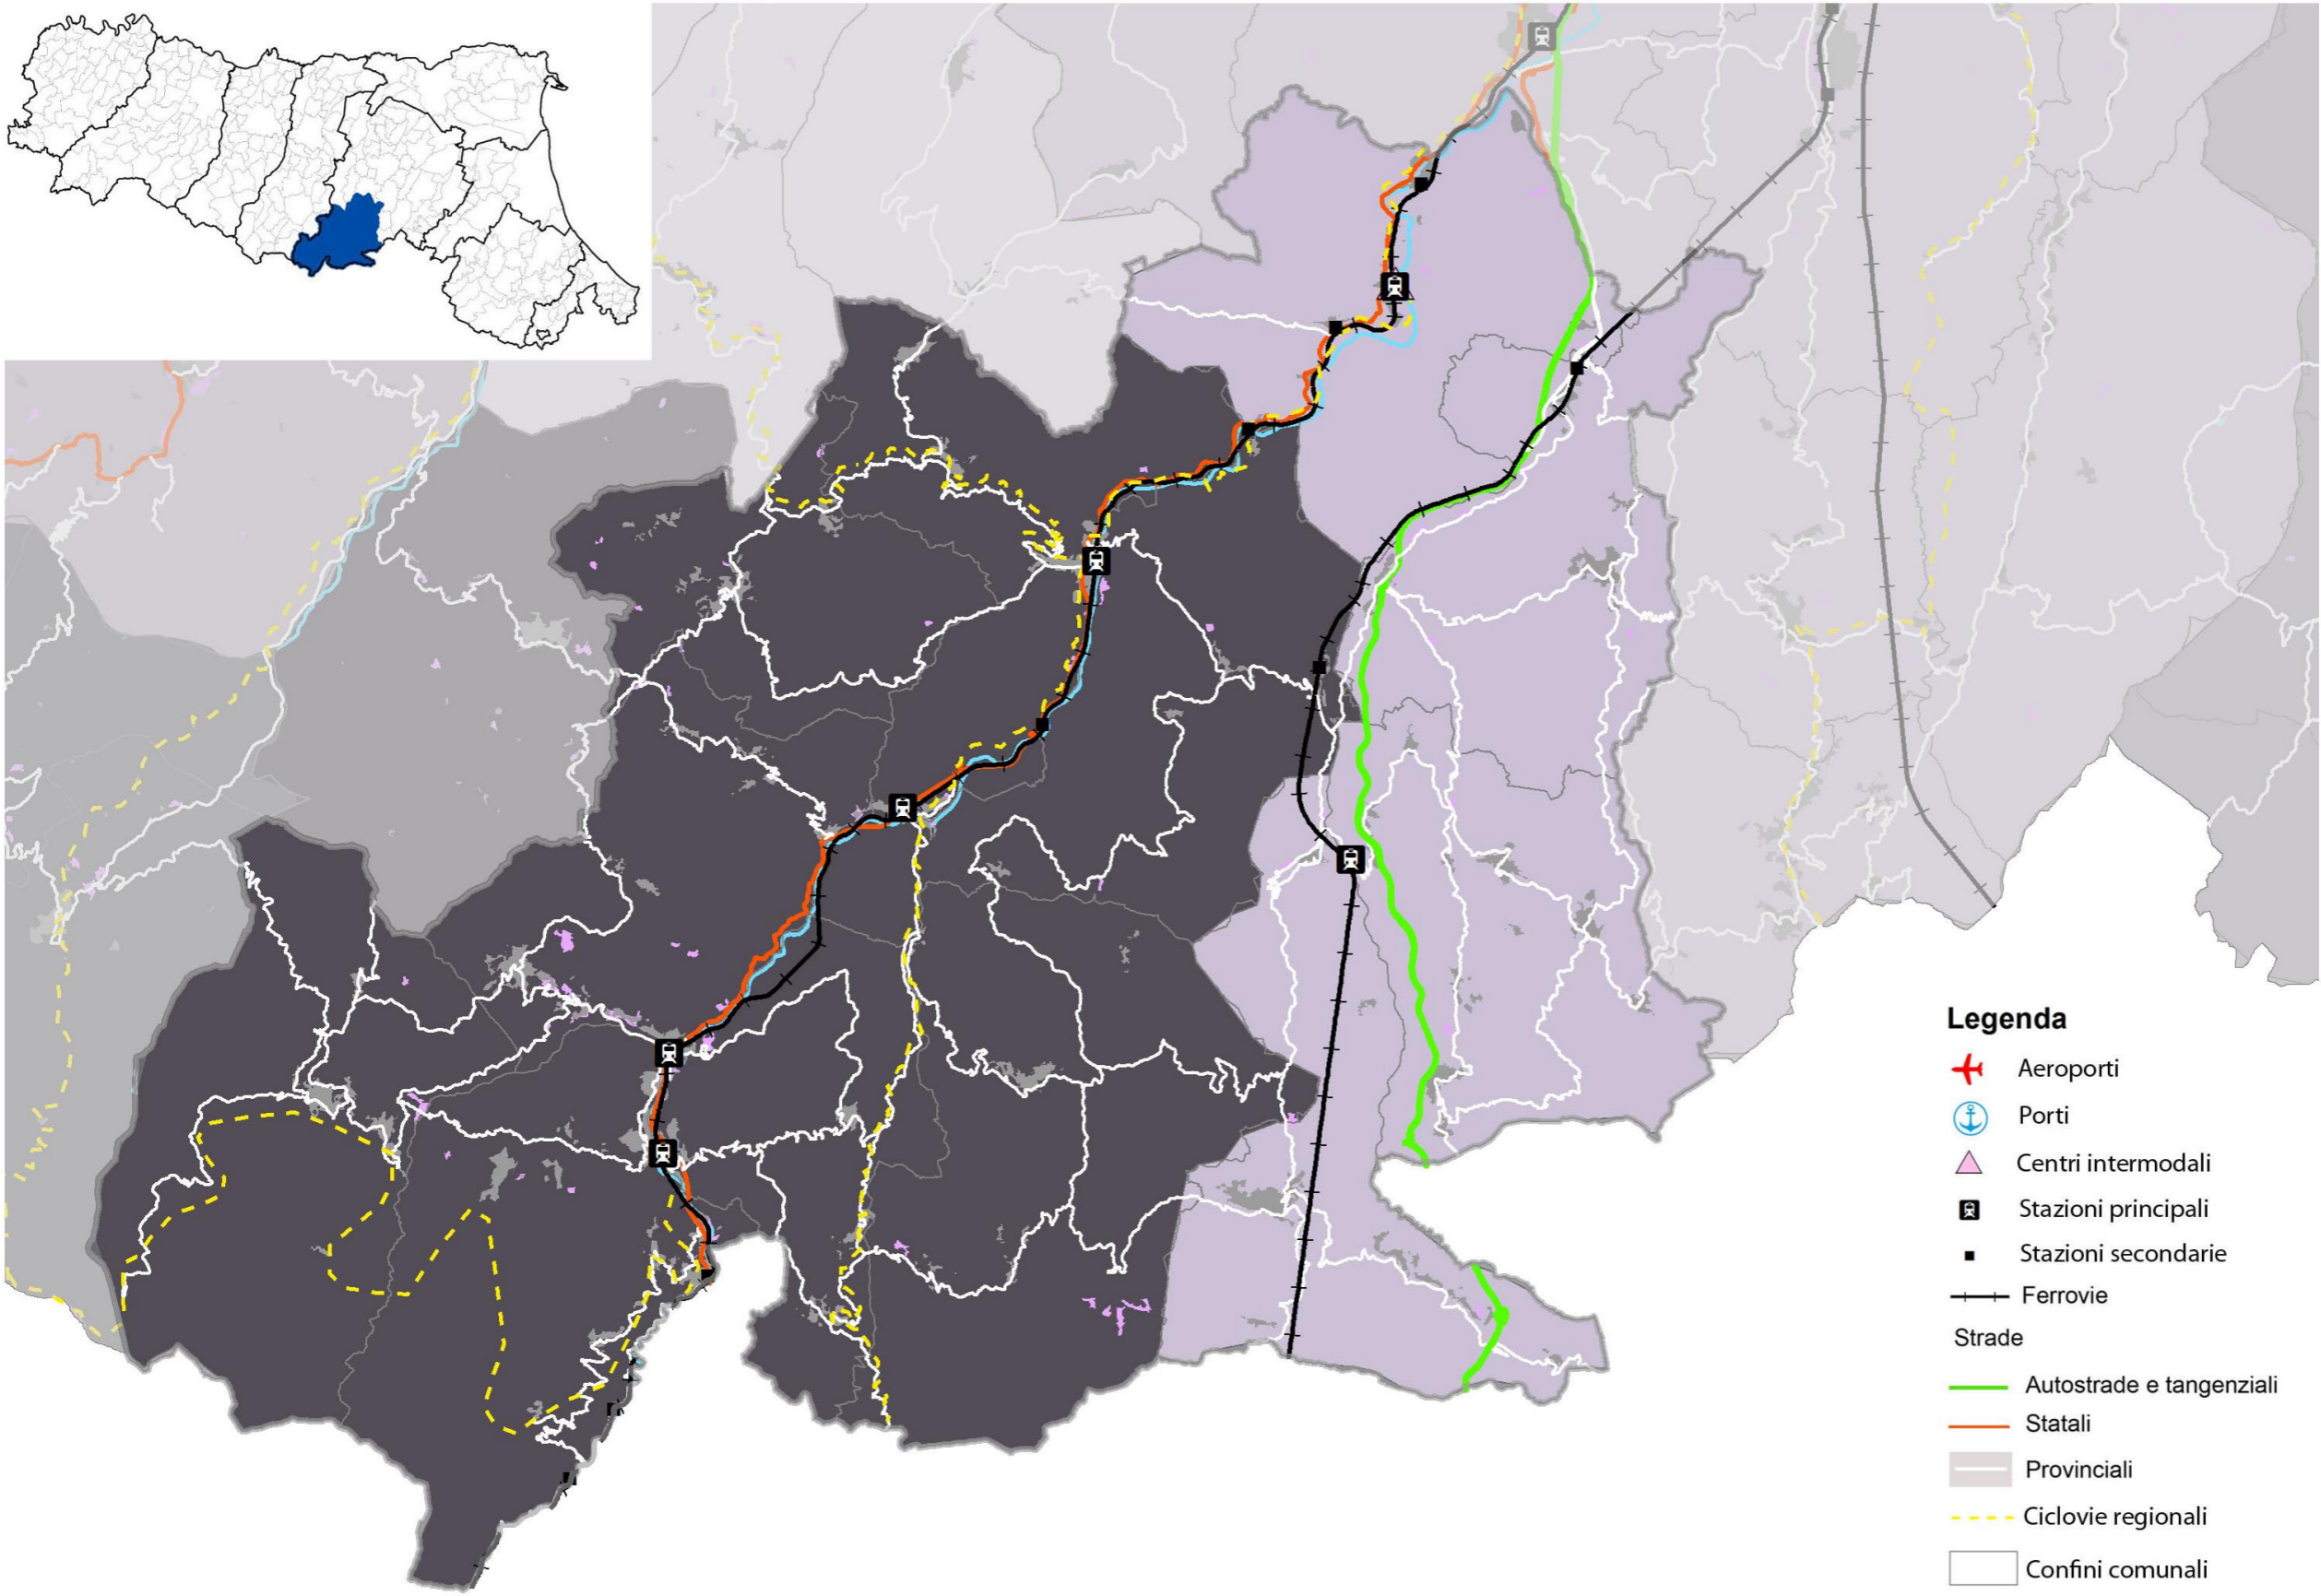 Legenda
Aeroporti
Porti
Centri intermodali
Stazioni principali
Stazioni secondarie
Ferrovie
Strade
Autostrade e tangenziali
Statali
Provinciali
Ciclovie regionali
Confini comunali